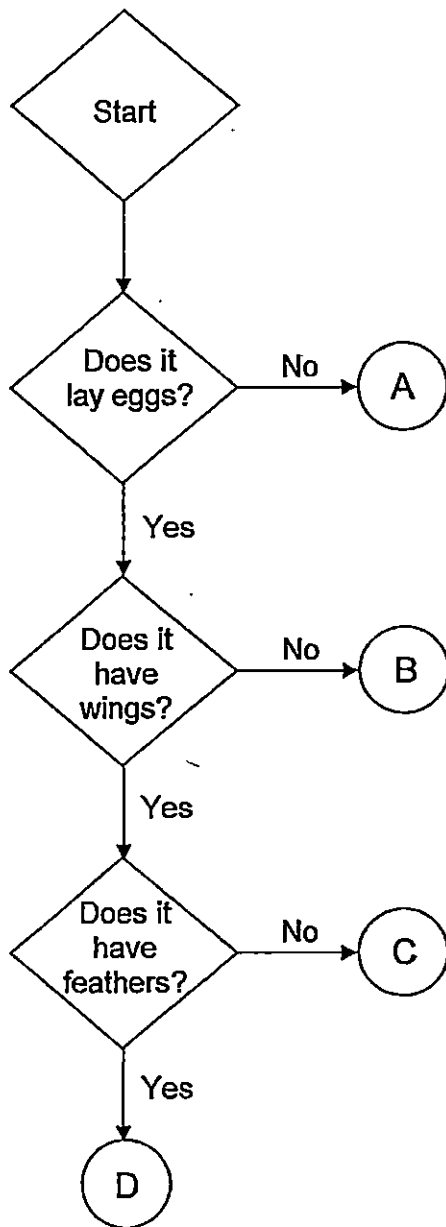 Start
Does it
lay eggs?
No
A
Yes
Does it
have
wings?
No
B
Yes
Does it
have
feathers?
No
C
Yes
D